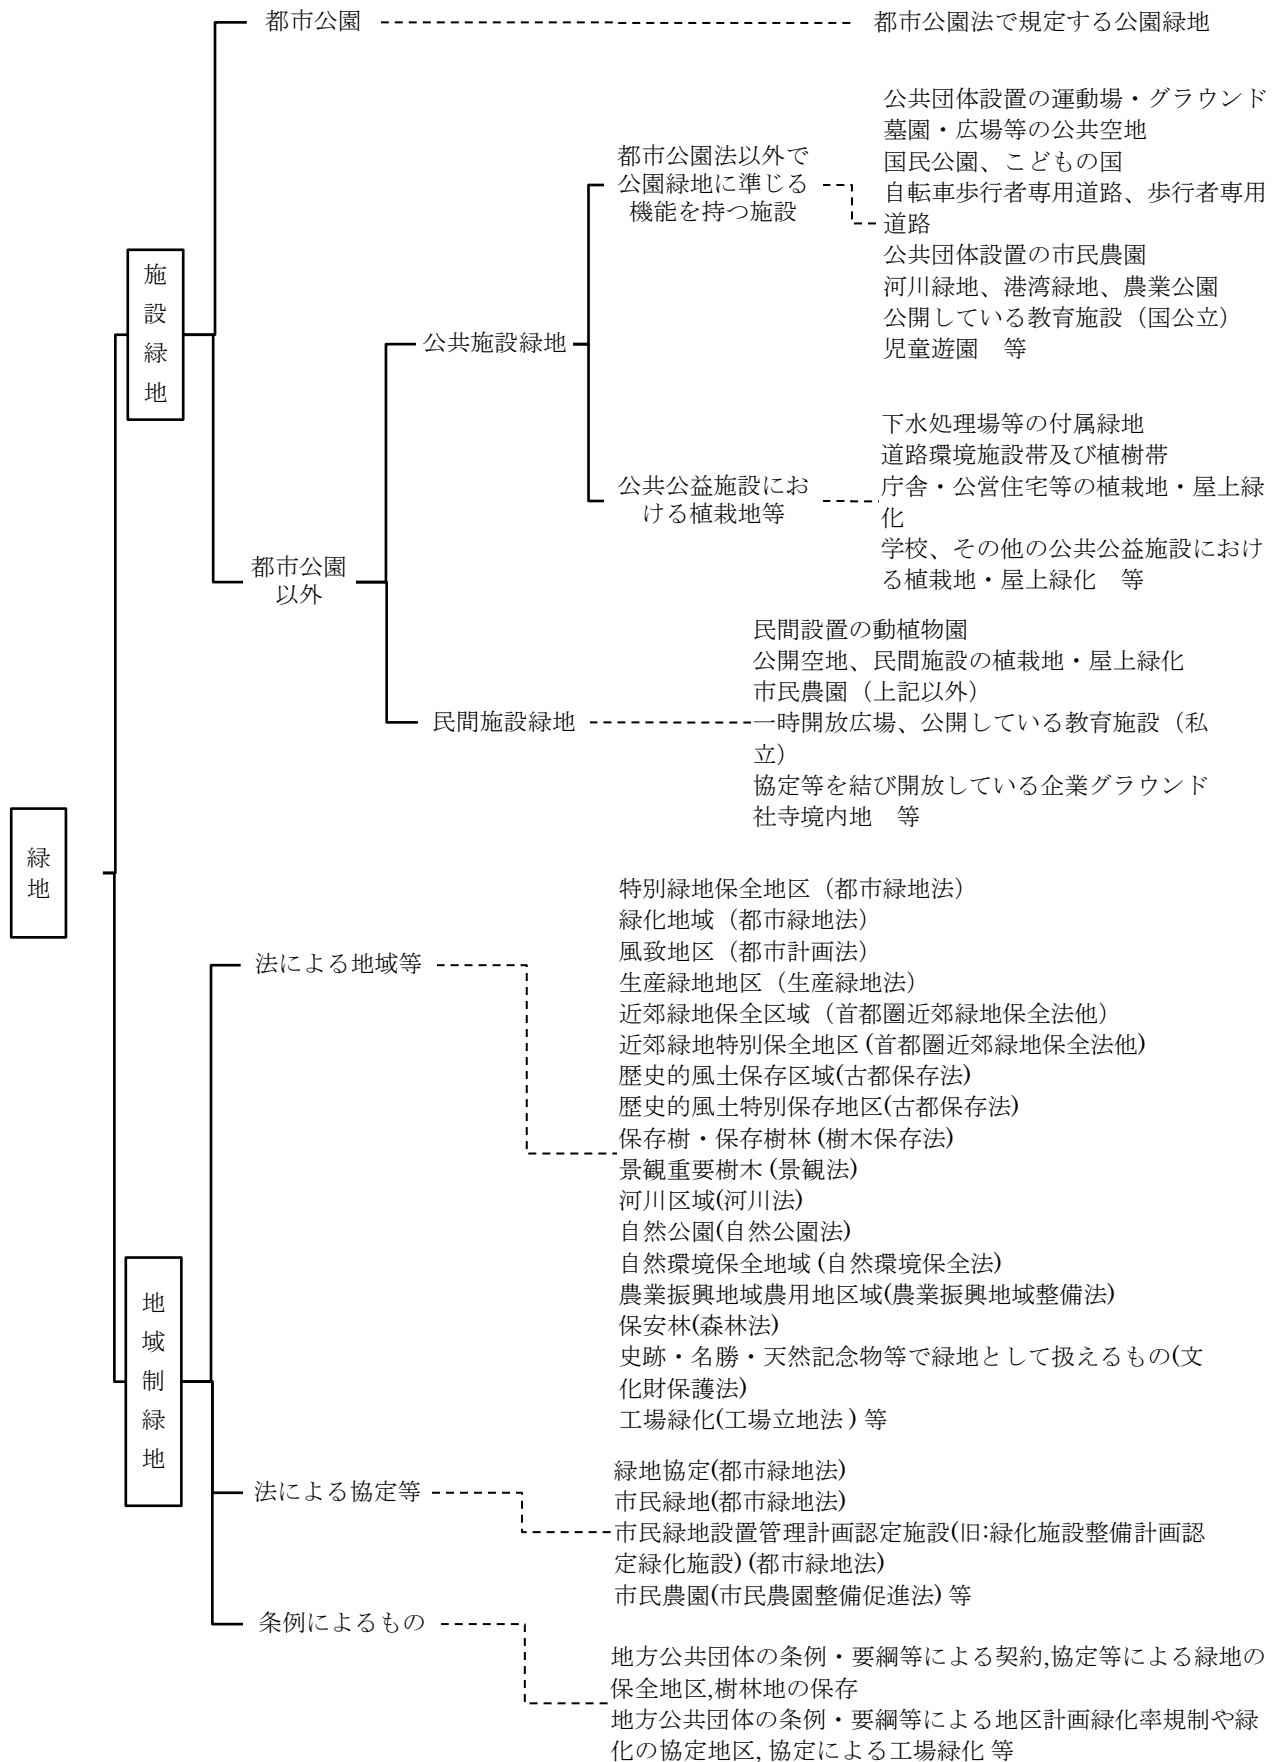 緑地
施設緑地
都市公園
都市公園法で規定する公園緑地
都市公園
以外
公共施設緑地
都市公園法以外で
公園緑地に準じる
機能を持つ施設
公共団体設置の運動場・グラウンド
墓園・広場等の公共空地
国民公園、こどもの国
自転車歩行者専用道路、歩行者専用
道路
公共団体設置の市民農園
河川緑地、港湾緑地、農業公園
公開している教育施設（国公立）
児童遊園　等
公共公益施設にお
ける植栽地等
下水処理場等の付属緑地
道路環境施設帯及び植樹帯
庁舎・公営住宅等の植栽地・屋上緑
化
学校、その他の公共公益施設におけ
る植栽地・屋上緑化　等
民間施設緑地
民間設置の動植物園
公開空地、民間施設の植栽地・屋上緑化
市民農園（上記以外）
一時開放広場、公開している教育施設（私
立）
協定等を結び開放している企業グラウンド
社寺境内地　等
地域制緑地
法による地域等
特別緑地保全地区（都市緑地法）
緑化地域（都市緑地法）
風致地区（都市計画法）
生産緑地地区（生産緑地法）
近郊緑地保全区域（首都圏近郊緑地保全法他）
近郊緑地特別保全地区(首都圏近郊緑地保全法他)
歴史的風土保存区域(古都保存法)
歴史的風土特別保存地区(古都保存法)
保存樹・保存樹林(樹木保存法)
景観重要樹木(景観法)
河川区域(河川法)
自然公園(自然公園法)
自然環境保全地域(自然環境保全法)
農業振興地域農用地区域(農業振興地域整備法)
保安林(森林法)
史跡・名勝・天然記念物等で緑地として扱えるもの(文
化財保護法)
工場緑化(工場立地法)等
法による協定等
緑地協定(都市緑地法)
市民緑地(都市緑地法)
市民緑地設置管理計画認定施設(旧:緑化施設整備計画認
定緑化施設)(都市緑地法)
市民農園(市民農園整備促進法)等
条例によるもの
地方公共団体の条例・要綱等による契約,協定等による緑地の
保全地区,樹林地の保存
地方公共団体の条例・要綱等による地区計画緑化率規制や緑
化の協定地区,協定による工場緑化 等